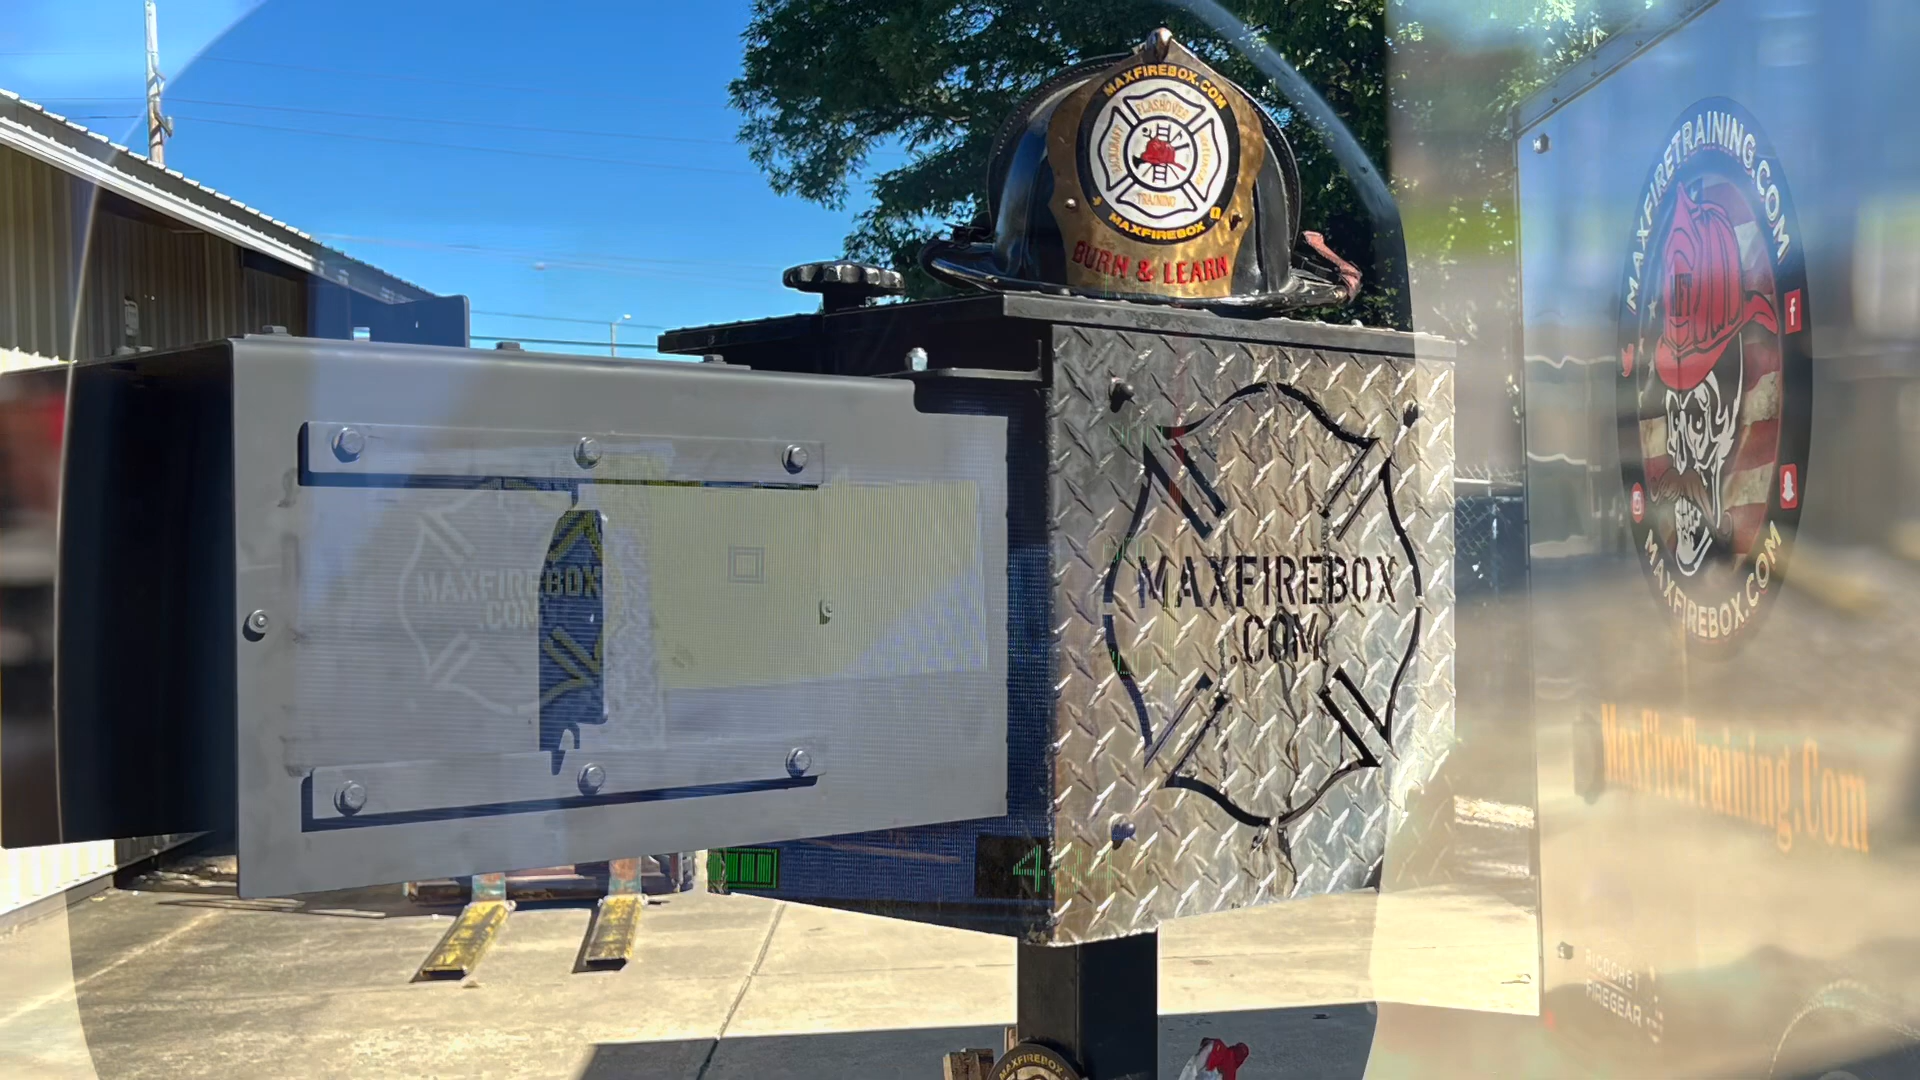 MAXFIREBOX.COM
FLASHOVER
TRAINING
MAXFIREBOX
BURN & LEARN
MAXFIREBOX
.COM
MAXFIREBOX
.COM
MAXFIRETRAINING.COM
MAXFIREBOX.COM
MaxFireTraining.Com
RICOCHET
FIREGEAR
MAXFIREBOX